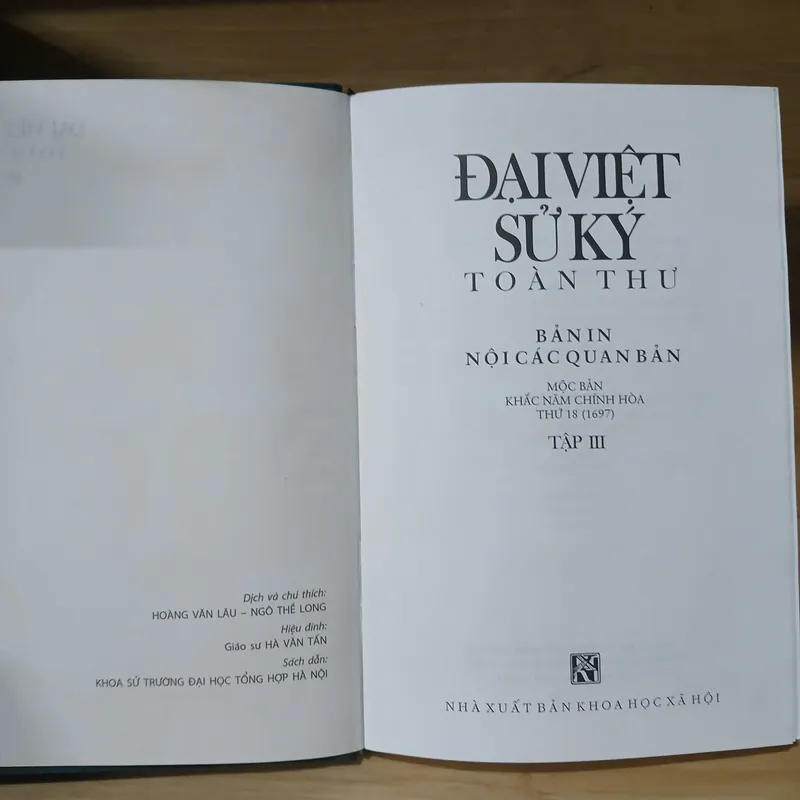 Dịch và chú thích:
HOÀNG VĂN LÂU – NGÔ THẾ LONG
Hiệu đính:
Giáo sư HÀ VĂN TẤN
Sách dẫn:
KHOA SỬ TRƯỜNG ĐẠI HỌC TỔNG HỢP HÀ NỘI
ĐẠI VIỆT
SỬ KÝ
TOÀN THƯ
BẢN IN
NỘI CÁC QUAN BẢN
MỘC BẢN
KHẮC NĂM CHÍNH HÒA
THỨ 18 (1697)
TẬP III
NHÀ XUẤT BẢN KHOA HỌC XÃ HỘI